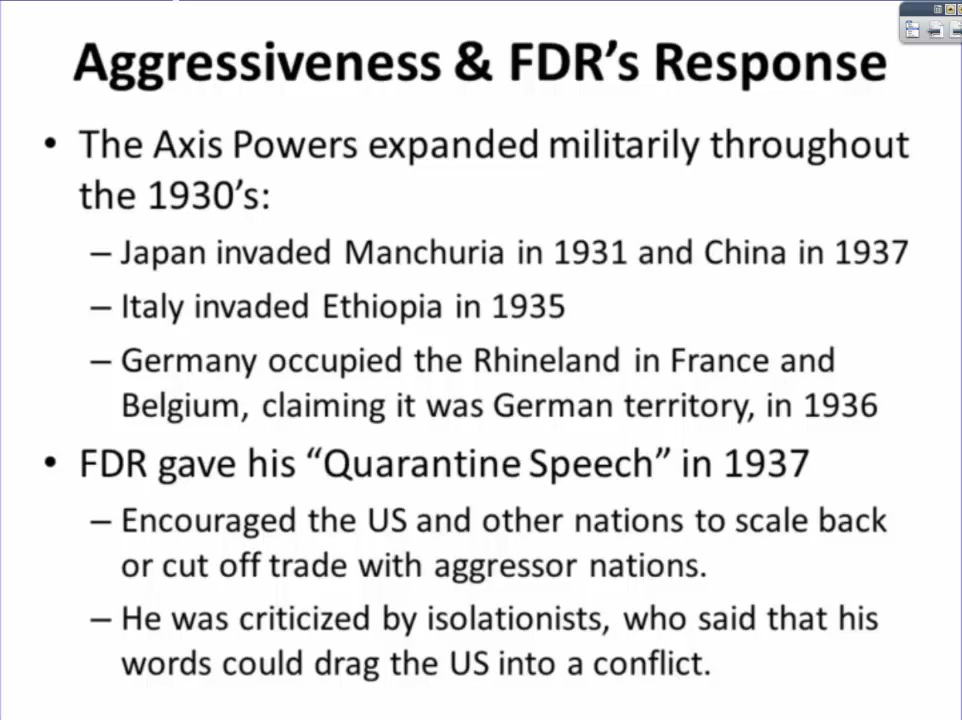 Aggressiveness & FDR's Response
• The Axis Powers expanded militarily throughout
the 1930's:
– Japan invaded Manchuria in 1931 and China in 1937
– Italy invaded Ethiopia in 1935
– Germany occupied the Rhineland in France and
Belgium, claiming it was German territory, in 1936
• FDR gave his “Quarantine Speech” in 1937
– Encouraged the US and other nations to scale back
or cut off trade with aggressor nations.
– He was criticized by isolationists, who said that his
words could drag the US into a conflict.